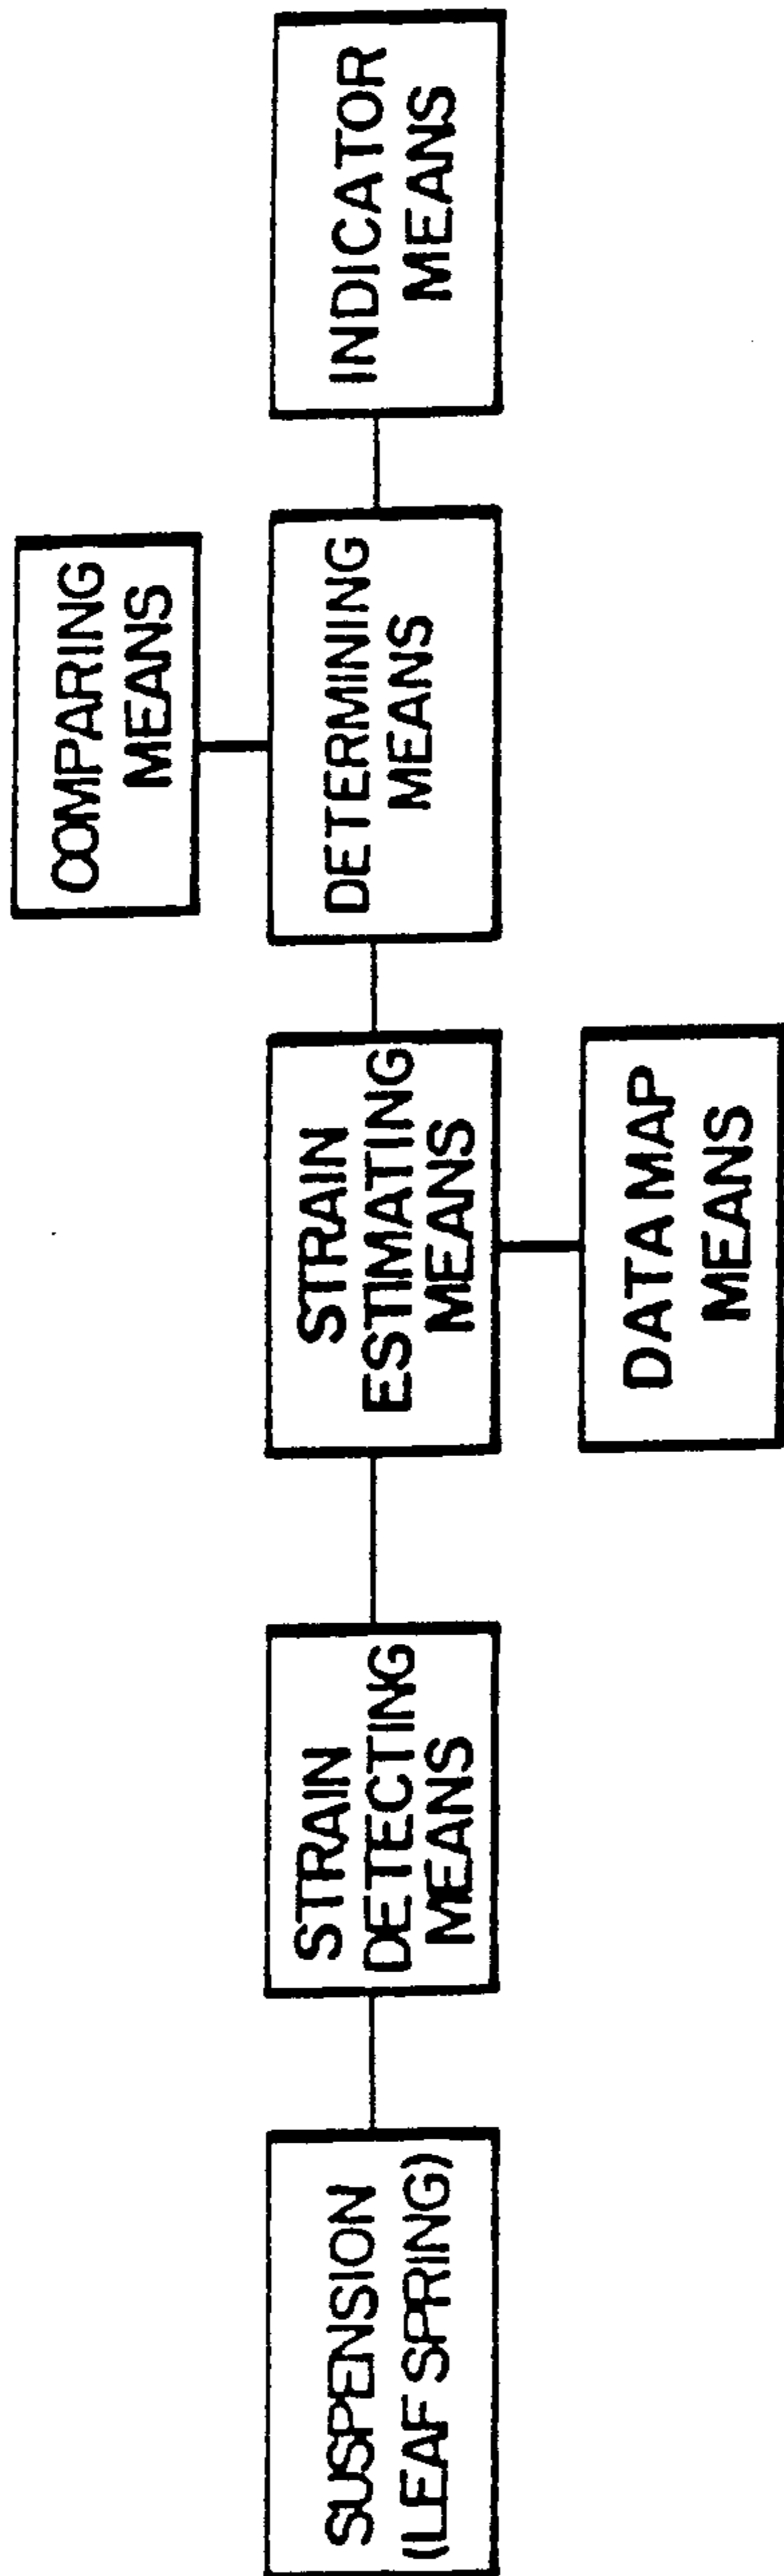 SUSPENSION
(LEAF SPRING)
STRAIN
DETECTING
MEANS
STRAIN
ESTIMATING
MEANS
DATA MAP
MEANS
COMPARING
MEANS
DETERMINING
MEANS
INDICATOR
MEANS